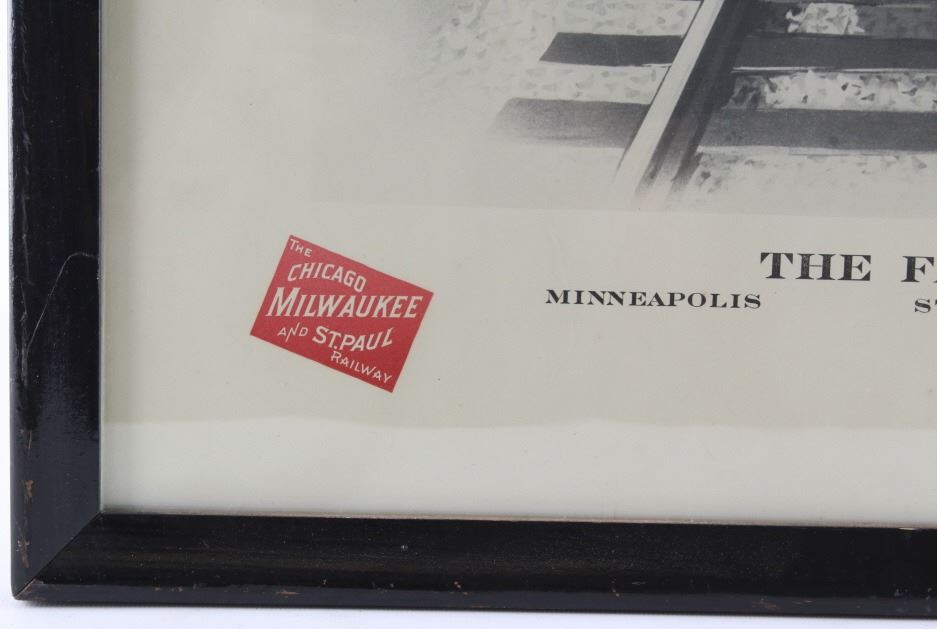 THE
CHICAGO
MILWAUKEE
AND ST. PAUL
RAILWAY
THE
MINNEAPOLIS